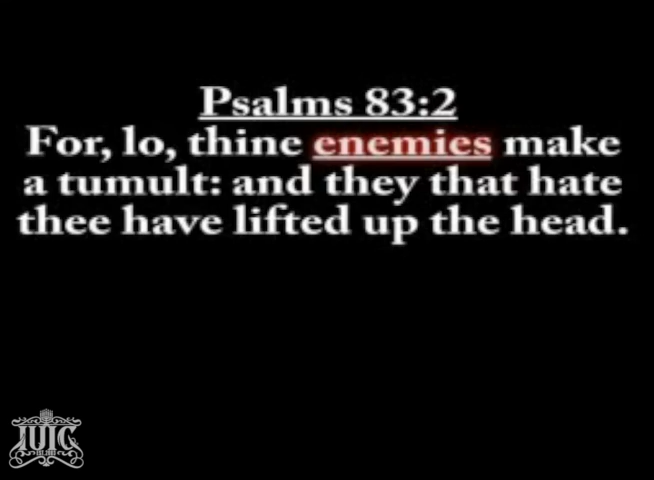 Psalms 83:2
For, lo, thine enemies make
a tumult: and they that hate
thee have lifted up the head.
IUIC